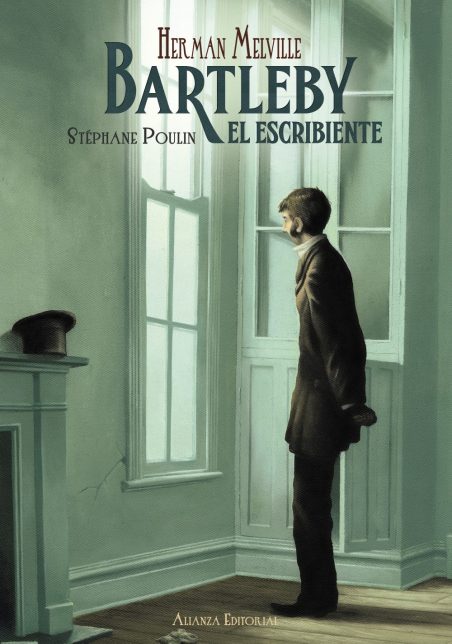 Herman Melville
Bartleby
Stéphane Poulin
el escribiente
Alianza Editorial